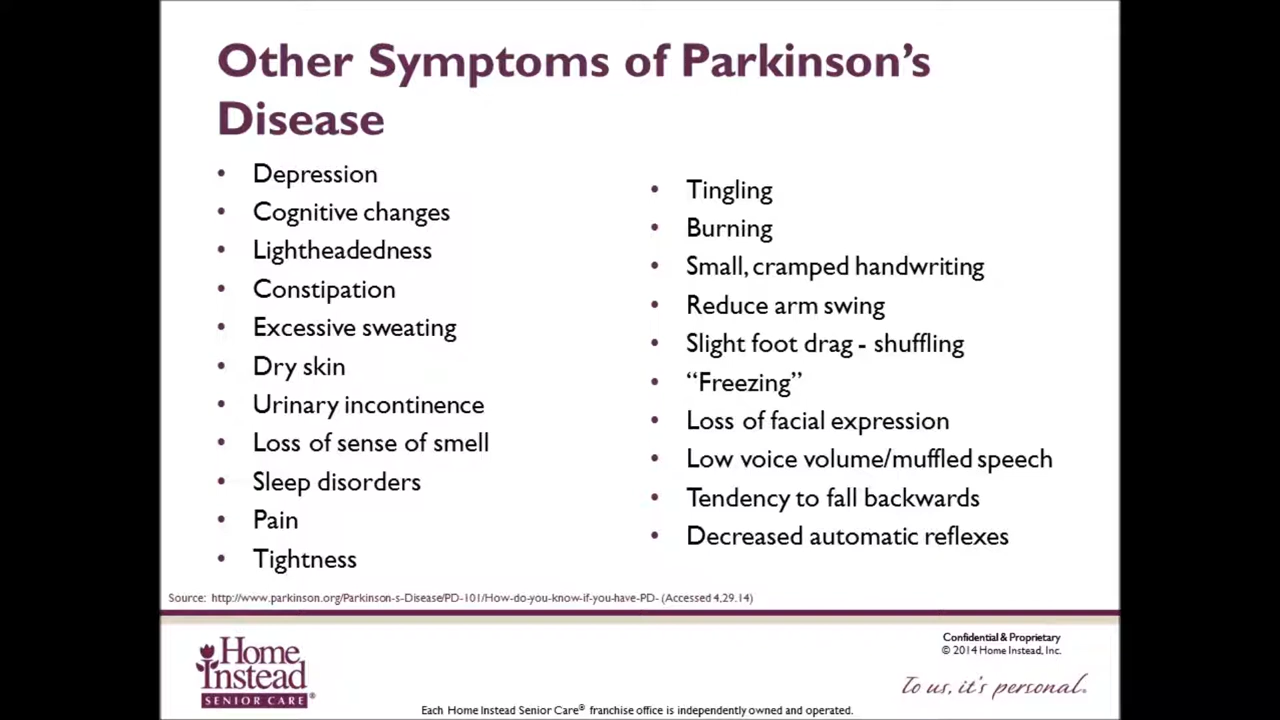 Other Symptoms of Parkinson's
Disease
• Depression
• Cognitive changes
• Lightheadedness
• Constipation
• Excessive sweating
• Dry skin
• Urinary incontinence
• Loss of sense of smell
• Sleep disorders
• Pain
• Tightness
• Tingling
• Burning
• Small, cramped handwriting
• Reduce arm swing
• Slight foot drag - shuffling
• “Freezing”
• Loss of facial expression
• Low voice volume/muffled speech
• Tendency to fall backwards
• Decreased automatic reflexes
Source: http://www.parkinson.org/Parkinson-s-Disease/PD-101/How-do-you-know-if-you-have-PD- (Accessed 4,29.14)
Home
Instead
SENIOR CARE®
Confidential & Proprietary
© 2014 Home Instead, Inc.
To us, it's personal.
Each Home Instead Senior Care® franchise office is independently owned and operated.